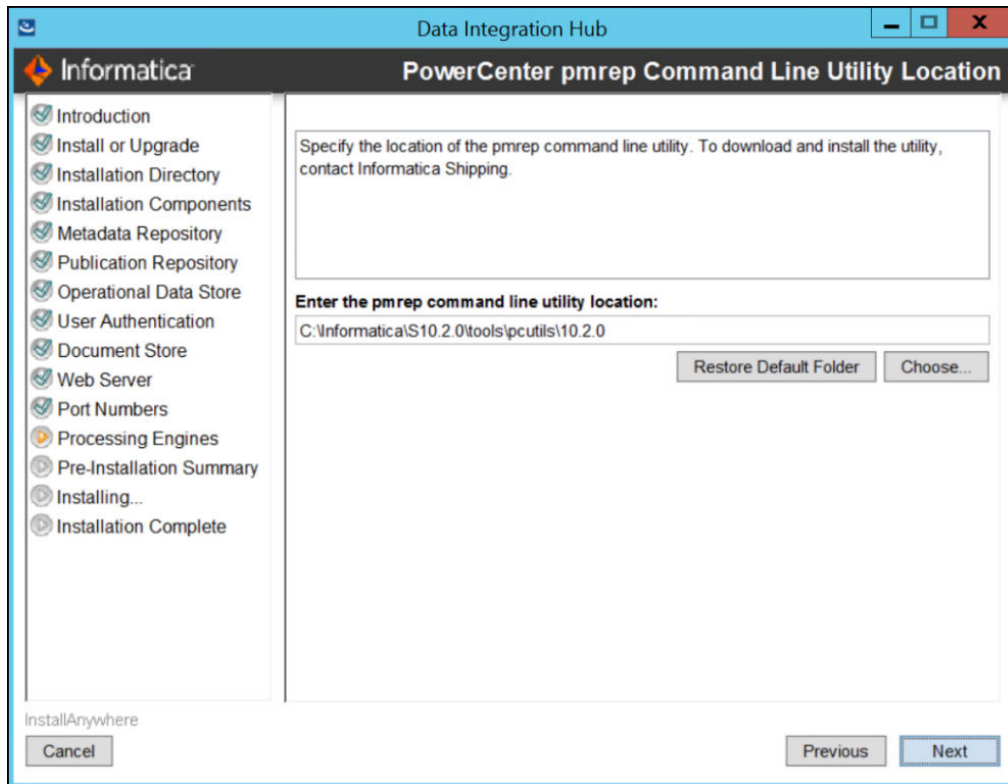 Data Integration Hub
Informatica
PowerCenter pmrep Command Line Utility Location
Introduction
Install or Upgrade
Installation Directory
Installation Components
Metadata Repository
Publication Repository
Operational Data Store
User Authentication
Document Store
Web Server
Port Numbers
Processing Engines
Pre-Installation Summary
Installing...
Installation Complete
Specify the location of the pmrep command line utility. To download and install the utility,
contact Informatica Shipping.
Enter the pmrep command line utility location:
C:\Informatica\S10.2.0\tools\pcutils\10.2.0
Restore Default Folder
Choose...
InstallAnywhere
Cancel
Previous
Next